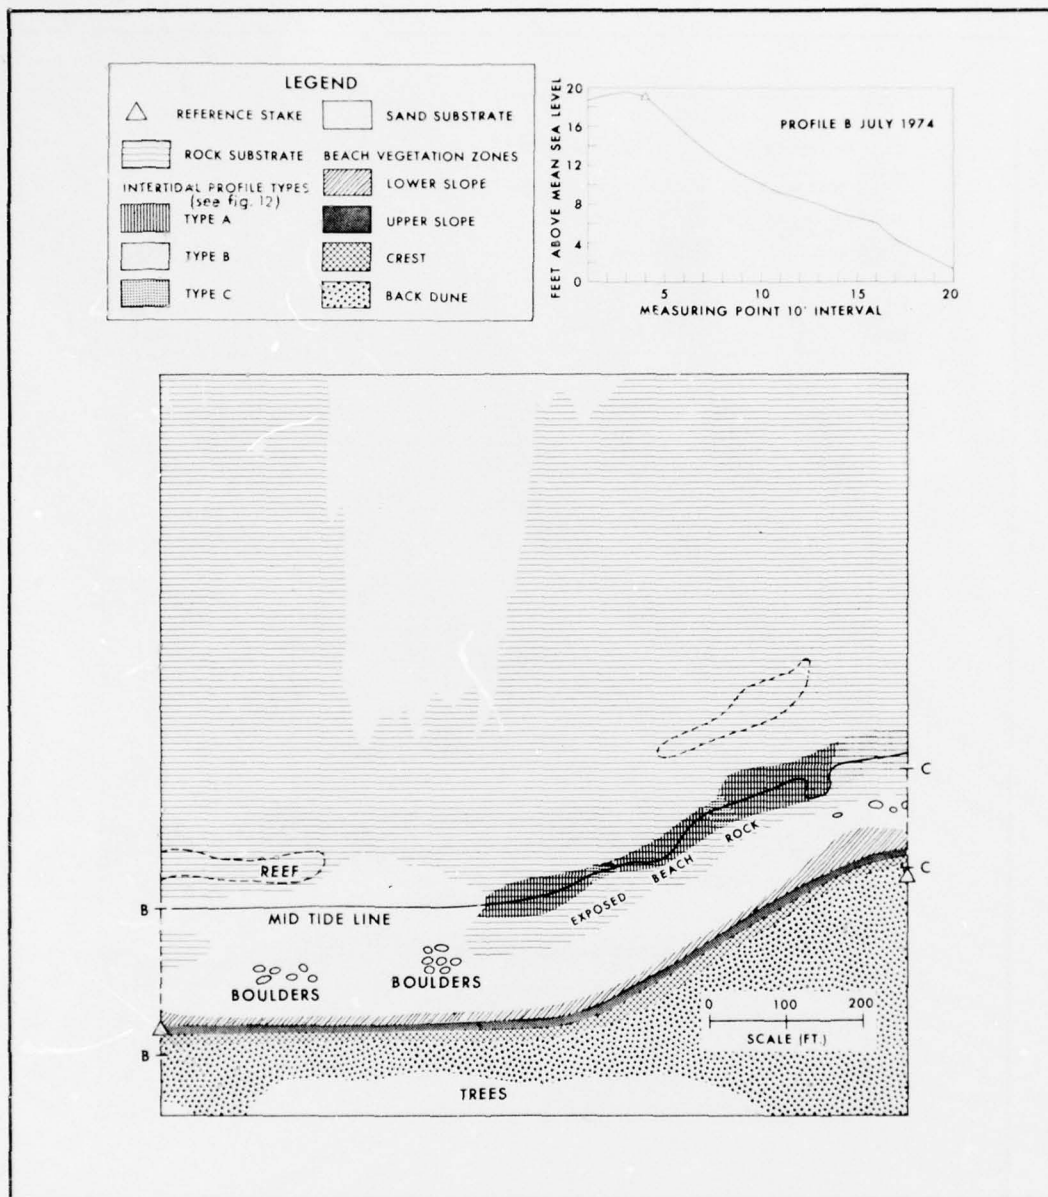 LEGEND
REFERENCE STAKE
SAND SUBSTRATE
ROCK SUBSTRATE
BEACH VEGETATION ZONES
INTERTIDAL PROFILE TYPES
(see fig. 12)
LOWER SLOPE
TYPE A
UPPER SLOPE
TYPE B
CREST
TYPE C
BACK DUNE
FEET ABOVE MEAN SEA LEVEL
20
16
12
8
4
0
PROFILE B JULY 1974
5
10
15
20
MEASURING POINT 10' INTERVAL
C
C
REEF
EXPOSED BEACH ROCK
B
MID TIDE LINE
BOULDERS
BOULDERS
0 100 200
SCALE (FT.)
B
TREES